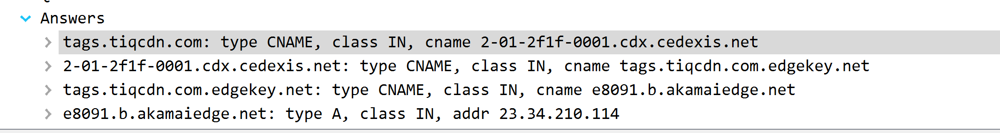 Answers
tags.tiqcdn.com: type CNAME, class IN, cname 2-01-2f1f-0001.cdx.cedexis.net
2-01-2f1f-0001.cdx.cedexis.net: type CNAME, class IN, cname tags.tiqcdn.com.edgekey.net
tags.tiqcdn.com.edgekey.net: type CNAME, class IN, cname e8091.b.akamaiedge.net
e8091.b.akamaiedge.net: type A, class IN, addr 23.34.210.114